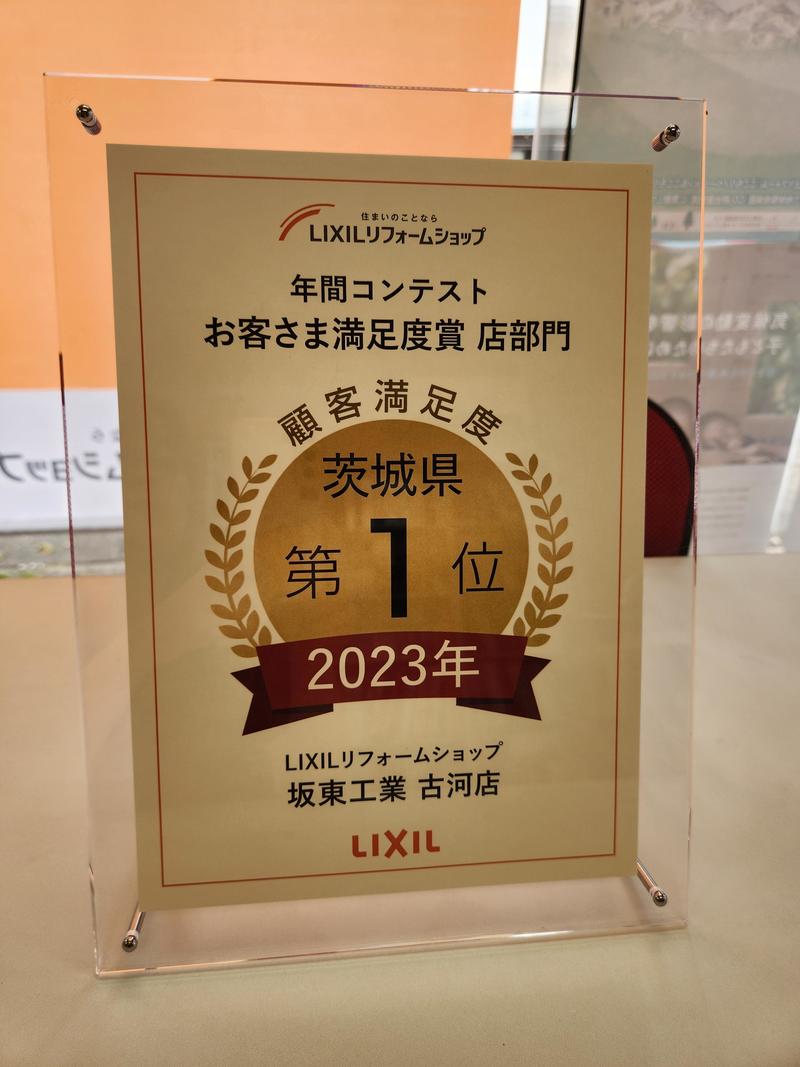 住まいのことなら
LIXILリフォームショップ
年間コンテスト
お客さま満足度賞 店部門
顧客満足度
茨城県
第1位
2023年
LIXILリフォームショップ
坂東工業 古河店
LIXIL